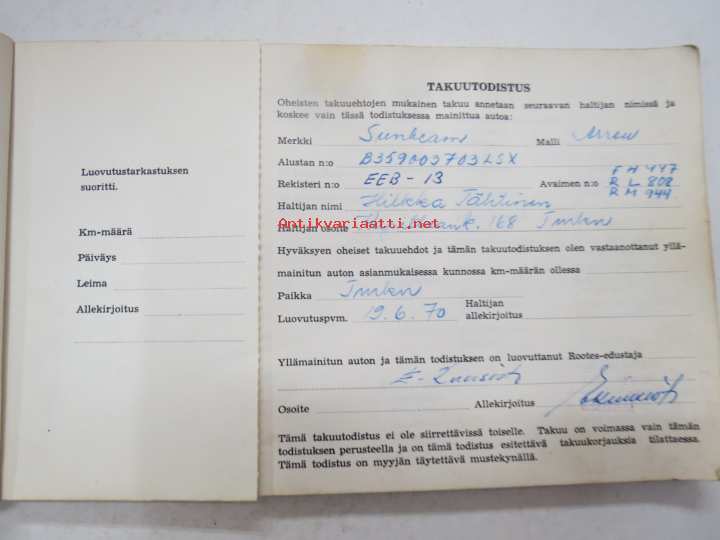 Luovutustarkastuksen
suoritti.
Km-määrä
Päiväys
Leima
Allekirjoitus
TAKUUTODISTUS
Oheisten takuuehtojen mukainen takuu annetaan seuraavan haltijan nimissä ja
koskee vain tässä todistuksessa mainittua autoa:
Merkki Sunbeam Malli Arrow
Alustan n:o B359003703LSX
Rekisteri n:o EEB-13 Avaimen n:o FH 447
RL 808
RM 944
Haltijan nimi Hilkka Tähtinen
Antikvariaatti.net
Haltijan osoite 168 Turku
Hyväksyen oheiset takuuehdot ja tämän takuutodistuksen olen vastaanottanut yllä-
mainitun auton asianmukaisessa kunnossa km-määrän ollessa
Paikka Turku
Luovutuspvm. 19.6.70 Haltijan
allekirjoitus
Yllämainitun auton ja tämän todistuksen on luovuttanut Rootes-edustaja
Osoite Allekirjoitus
Tämä takuutodistus ei ole siirrettävissä toiselle. Takuu on voimassa vain tämän
todistuksen perusteella ja on tämä todistus esitettävä takuukorjauksia tilattaessa.
Tämä todistus on myyjän täytettävä mustekynällä.